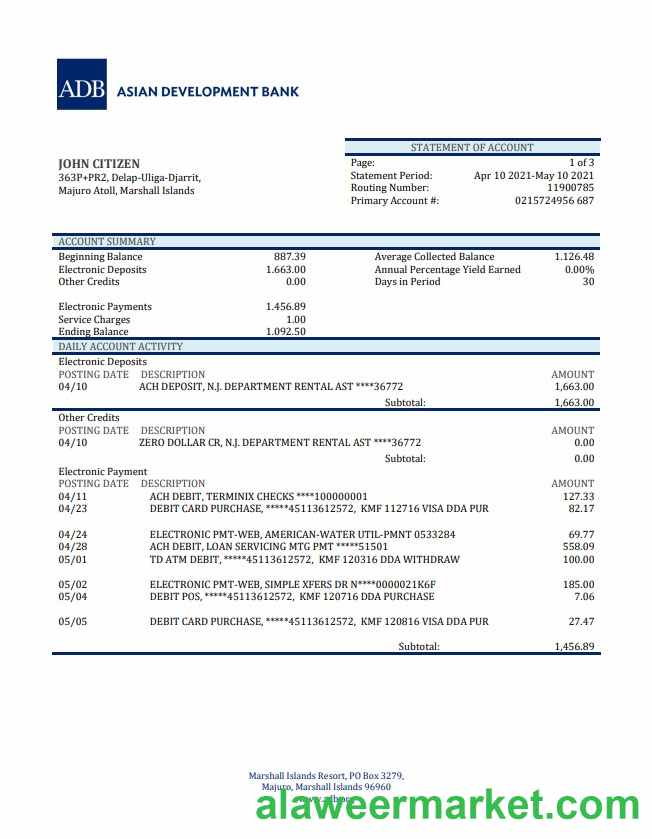 ADB ASIAN DEVELOPMENT BANK
STATEMENT OF ACCOUNT
JOHN CITIZEN
363P+PR2, Delap-Uliga-Djarrit,
Majuro Atoll, Marshall Islands
Page: 1 of 3
Statement Period: Apr 10 2021-May 10 2021
Routing Number: 11900785
Primary Account #: 0215724956 687
ACCOUNT SUMMARY
Beginning Balance 887.39 Average Collected Balance 1.126.48
Electronic Deposits 1.663.00 Annual Percentage Yield Earned 0.00%
Other Credits 0.00 Days in Period 30
Electronic Payments 1.456.89
Service Charges 1.00
Ending Balance 1.092.50
DAILY ACCOUNT ACTIVITY
Electronic Deposits
POSTING DATE DESCRIPTION AMOUNT
04/10 ACH DEPOSIT, N.J. DEPARTMENT RENTAL AST ****36772 1,663.00
Subtotal: 1,663.00
Other Credits
POSTING DATE DESCRIPTION AMOUNT
04/10 ZERO DOLLAR CR, N.J. DEPARTMENT RENTAL AST ****36772 0.00
Subtotal: 0.00
Electronic Payment
POSTING DATE DESCRIPTION AMOUNT
04/11 ACH DEBIT, TERMINIX CHECKS ****100000001 127.33
04/23 DEBIT CARD PURCHASE, *****45113612572, KMF 112716 VISA DDA PUR 82.17
04/24 ELECTRONIC PMT-WEB, AMERICAN-WATER UTIL-PMNT 0533284 69.77
04/28 ACH DEBIT, LOAN SERVICING MTG PMT *****51501 558.09
05/01 TD ATM DEBIT, *****45113612572, KMF 120316 DDA WITHDRAW 100.00
05/02 ELECTRONIC PMT-WEB, SIMPLE XFERS DR N****0000021K6F 185.00
05/04 DEBIT POS, *****45113612572, KMF 120716 DDA PURCHASE 7.06
05/05 DEBIT CARD PURCHASE, *****45113612572, KMF 120816 VISA DDA PUR 27.47
Subtotal: 1,456.89
Marshall Islands Resort, PO Box 3279,
Majuro, Marshall Islands 96960
alaweermarket.com